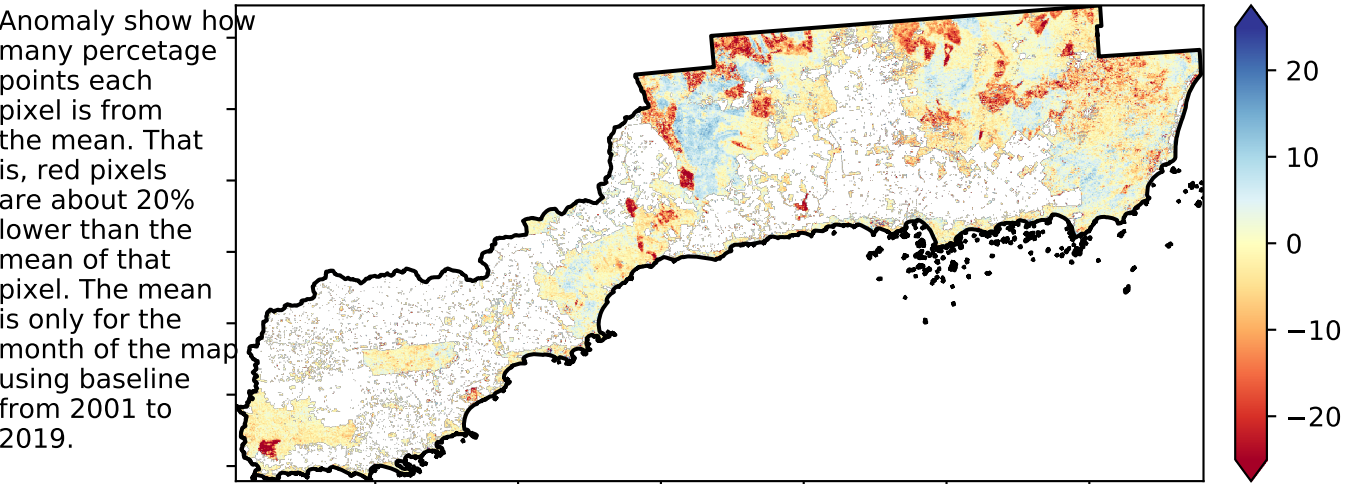 Anomaly show how
many percetage
points each
pixel is from
the mean. That
is, red pixels
are about 20%
lower than the
mean of that
pixel. The mean
is only for the
month of the map
using baseline
from 2001 to
2019.
20
10
0
−10
−20